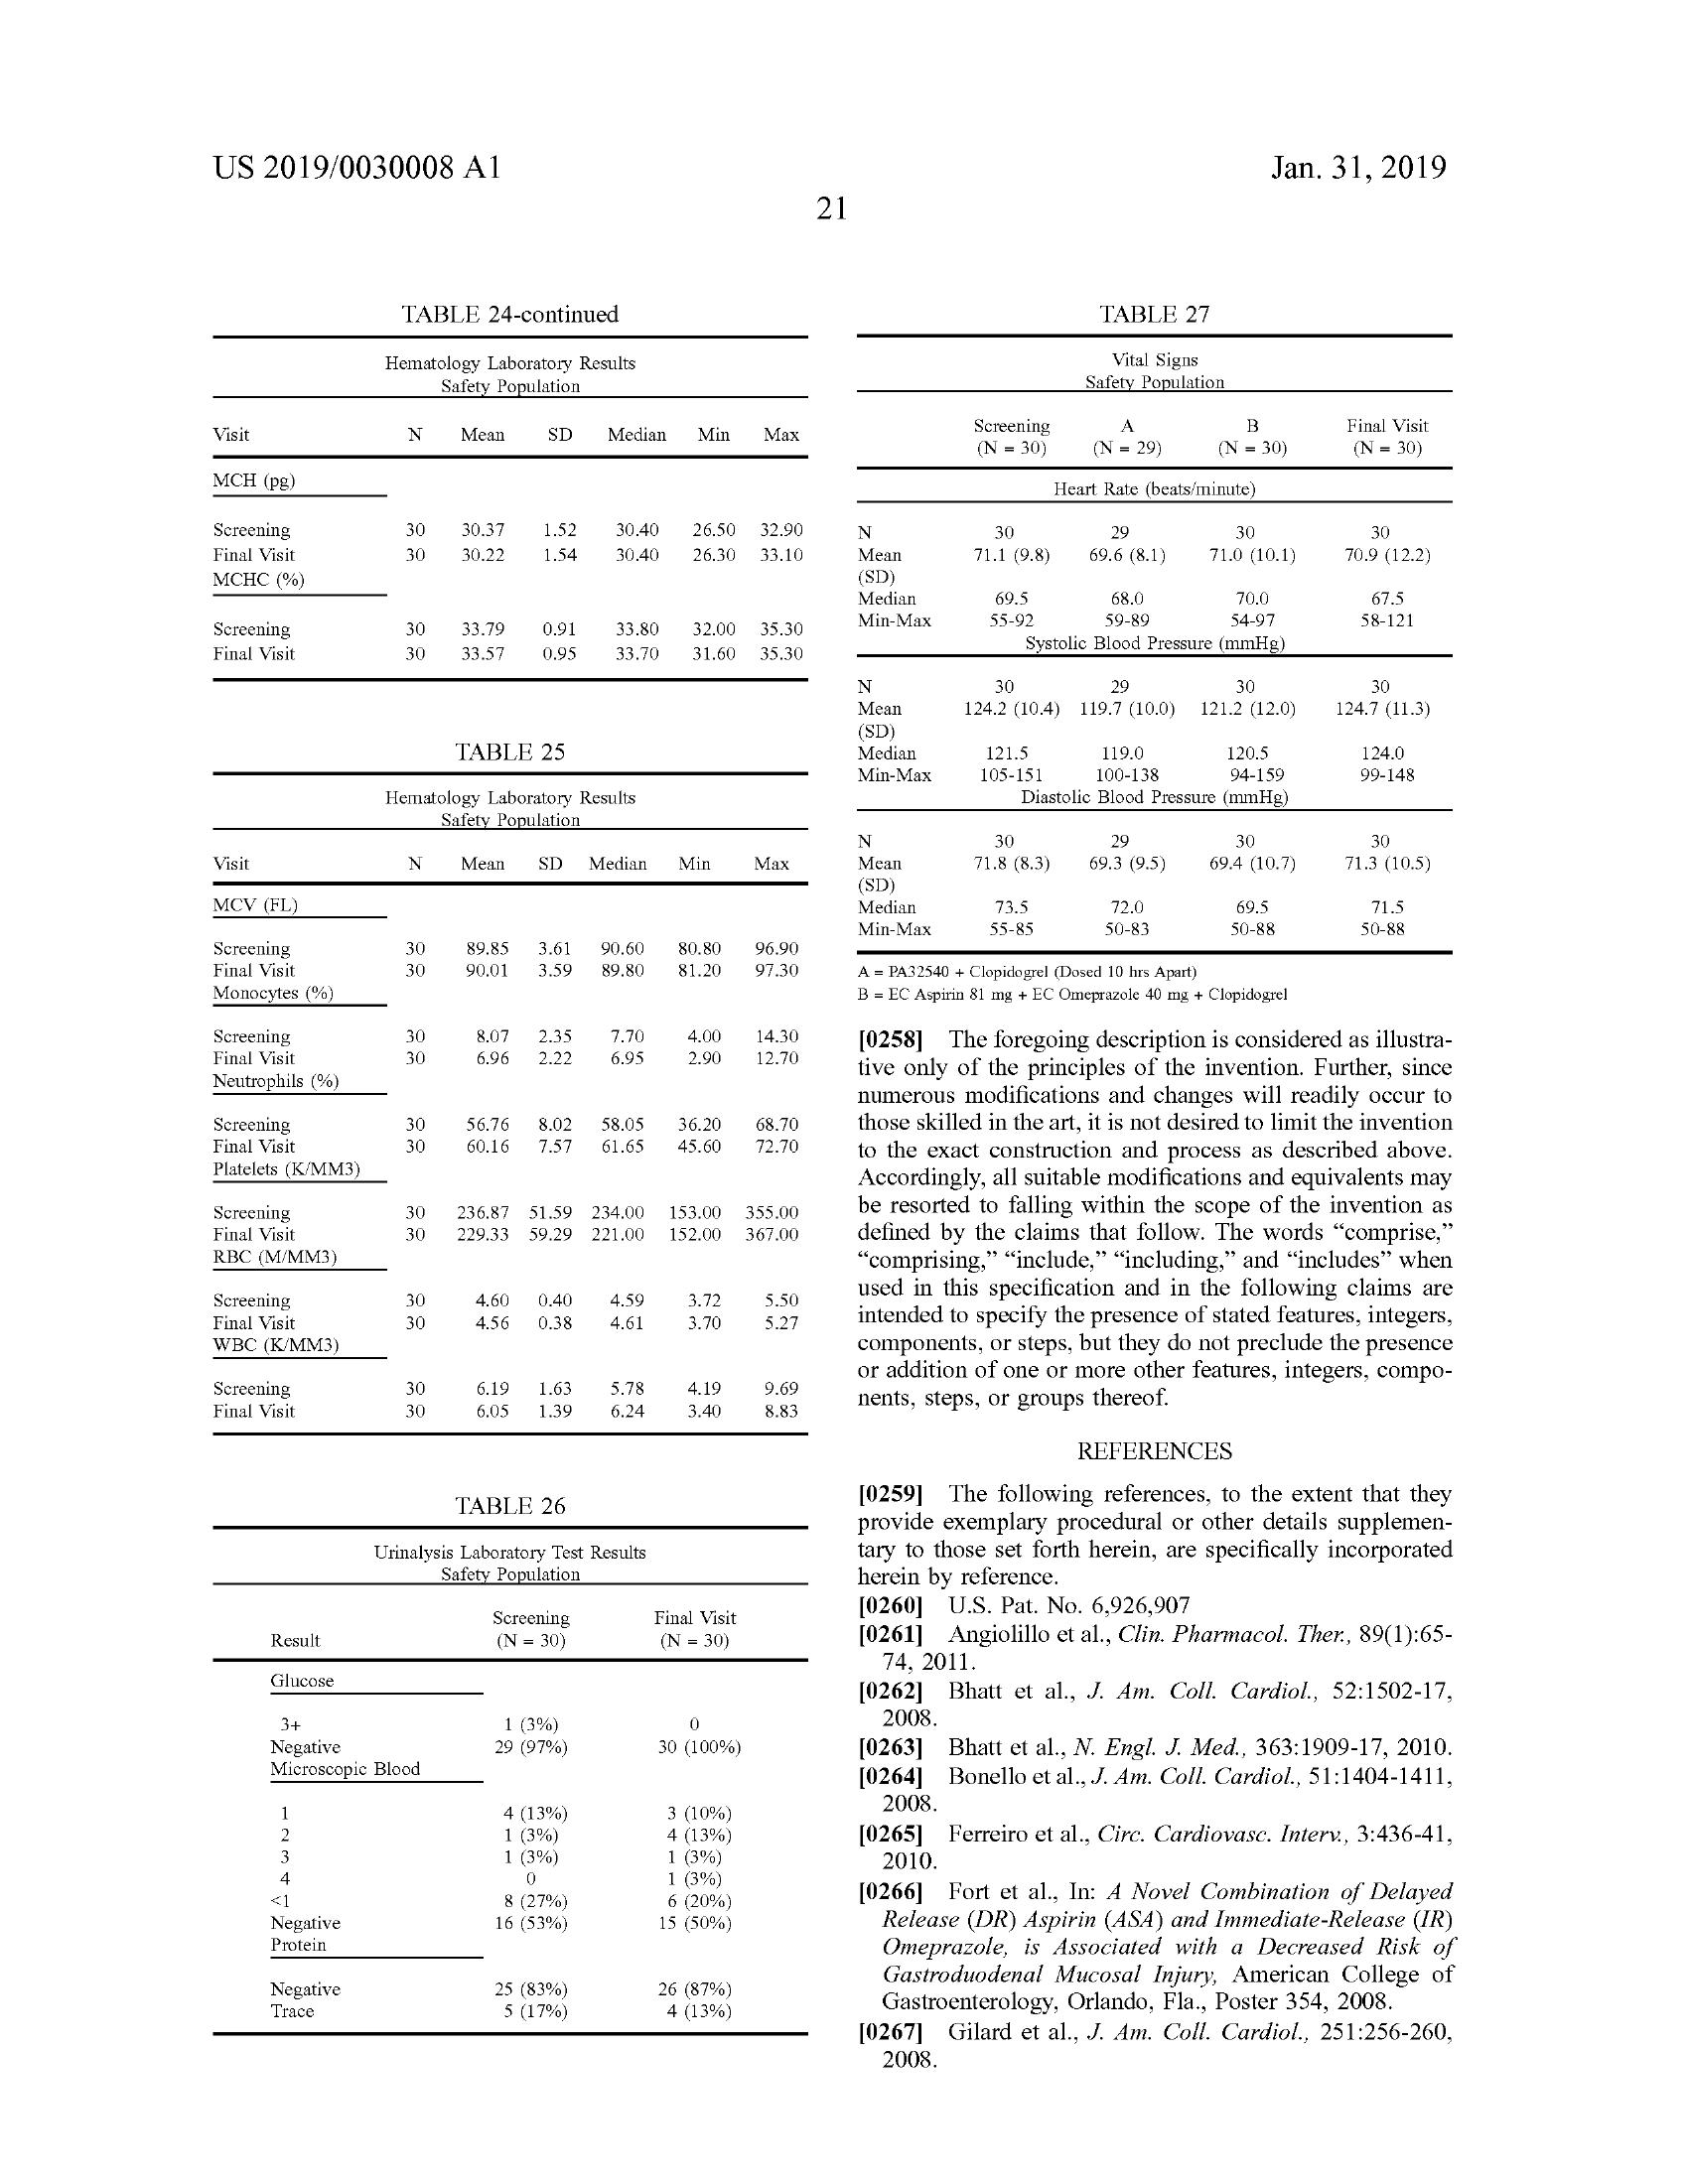 US 2019/0030008 A1
Jan. 31, 2019
21
TABLE 24-continued
Hematology Laboratory Results
Safety Population
Visit N Mean SD Median Min Max
MCH (pg)
Screening 30 30.37 1.52 30.40 26.50 32.90
Final Visit 30 30.22 1.54 30.40 26.30 33.10
MCHC (%)
Screening 30 33.79 0.91 33.80 32.00 35.30
Final Visit 30 33.57 0.95 33.70 31.60 35.30
TABLE 25
Hematology Laboratory Results
Safety Population
Visit N Mean SD Median Min Max
MCV (FL)
Screening 30 89.85 3.61 90.60 80.80 96.90
Final Visit 30 90.01 3.59 89.80 81.20 97.30
Monocytes (%)
Screening 30 8.07 2.35 7.70 4.00 14.30
Final Visit 30 6.96 2.22 6.95 2.90 12.70
Neutrophils (%)
Screening 30 56.76 8.02 58.05 36.20 68.70
Final Visit 30 60.16 7.57 61.65 45.60 72.70
Platelets (K/MM3)
Screening 30 236.87 51.59 234.00 153.00 355.00
Final Visit 30 229.33 59.29 221.00 152.00 367.00
RBC (M/MM3)
Screening 30 4.60 0.40 4.59 3.72 5.50
Final Visit 30 4.56 0.38 4.61 3.70 5.27
WBC (K/MM3)
Screening 30 6.19 1.63 5.78 4.19 9.69
Final Visit 30 6.05 1.39 6.24 3.40 8.83
TABLE 26
Urinalysis Laboratory Test Results
Safety Population
Screening Final Visit
Result (N = 30) (N = 30)
Glucose
3+ 1 (3%) 0
Negative 29 (97%) 30 (100%)
Microscopic Blood
1 4 (13%) 3 (10%)
2 1 (3%) 4 (13%)
3 1 (3%) 1 (3%)
4 0 1 (3%)
<1 8 (27%) 6 (20%)
Negative 16 (53%) 15 (50%)
Protein
Negative 25 (83%) 26 (87%)
Trace 5 (17%) 4 (13%)
TABLE 27
Vital Signs
Safety Population
Screening A B Final Visit
(N = 30) (N = 29) (N = 30) (N = 30)
Heart Rate (beats/minute)
N 30 29 30 30
Mean 71.1 (9.8) 69.6 (8.1) 71.0 (10.1) 70.9 (12.2)
(SD)
Median 69.5 68.0 70.0 67.5
Min-Max 55-92 59-89 54-97 58-121
Systolic Blood Pressure (mmHg)
N 30 29 30 30
Mean 124.2 (10.4) 119.7 (10.0) 121.2 (12.0) 124.7 (11.3)
(SD)
Median 121.5 119.0 120.5 124.0
Min-Max 105-151 100-138 94-159 99-148
Diastolic Blood Pressure (mmHg)
N 30 29 30 30
Mean 71.8 (8.3) 69.3 (9.5) 69.4 (10.7) 71.3 (10.5)
(SD)
Median 73.5 72.0 69.5 71.5
Min-Max 55-85 50-83 50-88 50-88
A = PA32540 + Clopidogrel (Dosed 10 hrs Apart)
B = EC Aspirin 81 mg + EC Omeprazole 40 mg + Clopidogrel
[0258] The foregoing description is considered as illustra-
tive only of the principles of the invention. Further, since
numerous modifications and changes will readily occur to
those skilled in the art, it is not desired to limit the invention
to the exact construction and process as described above.
Accordingly, all suitable modifications and equivalents may
be resorted to falling within the scope of the invention as
defined by the claims that follow. The words “comprise,”
“comprising,” “include,” “including,” and “includes” when
used in this specification and in the following claims are
intended to specify the presence of stated features, integers,
components, or steps, but they do not preclude the presence
or addition of one or more other features, integers, compo-
nents, steps, or groups thereof.
REFERENCES
[0259] The following references, to the extent that they
provide exemplary procedural or other details supplemen-
tary to those set forth herein, are specifically incorporated
herein by reference.
[0260] U.S. Pat. No. 6,926,907
[0261] Angiolillo et al., Clin. Pharmacol. Ther., 89(1):65-
74, 2011.
[0262] Bhatt et al., J. Am. Coll. Cardiol., 52:1502-17,
2008.
[0263] Bhatt et al., N. Engl. J. Med., 363:1909-17, 2010.
[0264] Bonello et al., J. Am. Coll. Cardiol., 51:1404-1411,
2008.
[0265] Ferreiro et al., Circ. Cardiovasc. Interv., 3:436-41,
2010.
[0266] Fort et al., In: A Novel Combination of Delayed
Release (DR) Aspirin (ASA) and Immediate-Release (IR)
Omeprazole, is Associated with a Decreased Risk of
Gastroduodenal Mucosal Injury, American College of
Gastroenterology, Orlando, Fla., Poster 354, 2008.
[0267] Gilard et al., J. Am. Coll. Cardiol., 251:256-260,
2008.